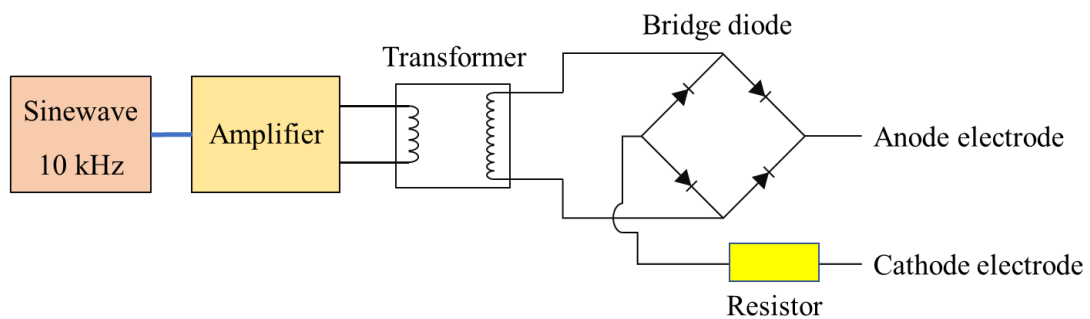 Bridge diode
Transformer
Sinewave
10 kHz
Amplifier
Anode electrode
Cathode electrode
Resistor